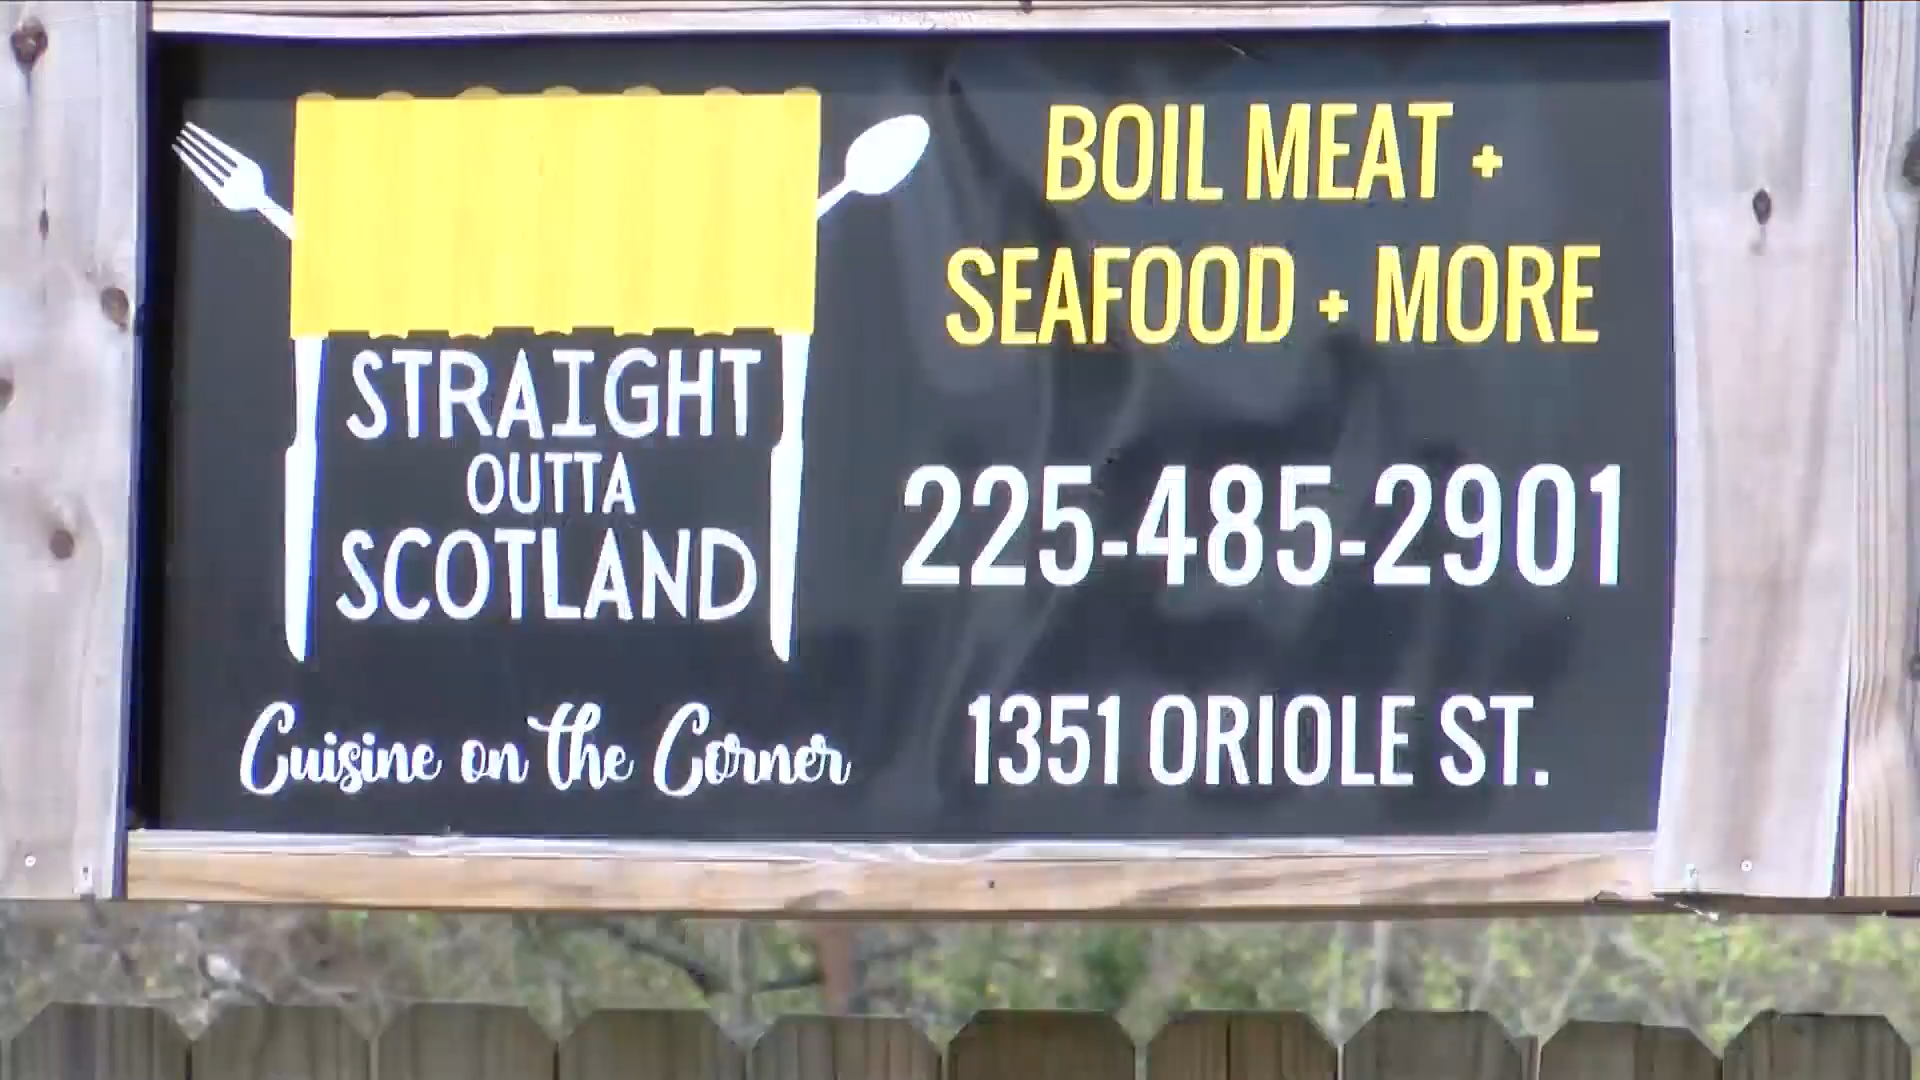 STRAIGHT
OUTTA
SCOTLAND
Cuisine on the Corner
BOIL MEAT +
SEAFOOD + MORE
225-485-2901
1351 ORIOLE ST.